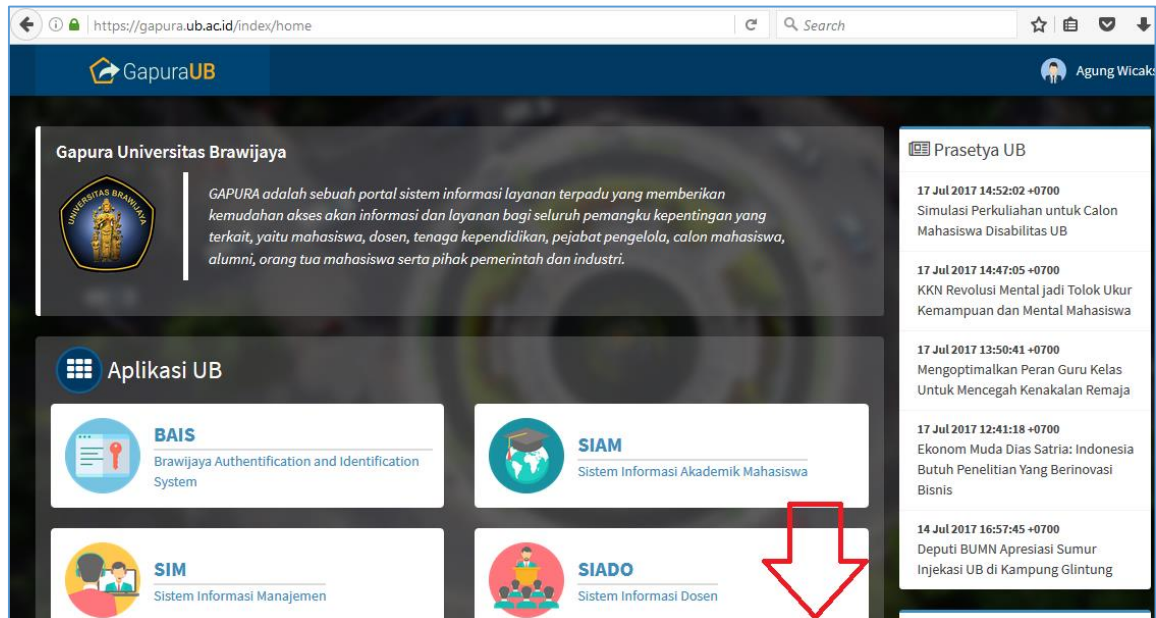 https://gapura.ub.ac.id/index/home
Search
GapuraUB
Agung Wicaks
Gapura Universitas Brawijaya
UNIVERSITAS BRAWIJAYA
GAPURA adalah sebuah portal sistem informasi layanan terpadu yang memberikan
kemudahan akses akan informasi dan layanan bagi seluruh pemangku kepentingan yang
terkait, yaitu mahasiswa, dosen, tenaga kependidikan, pejabat pengelola, calon mahasiswa,
alumni, orang tua mahasiswa serta pihak pemerintah dan industri.
Aplikasi UB
BAIS
Brawijaya Authentification and Identification
System
SIAM
Sistem Informasi Akademik Mahasiswa
SIM
Sistem Informasi Manajemen
SIADO
Sistem Informasi Dosen
Prasetya UB
17 Jul 2017 14:52:02 +0700
Simulasi Perkuliahan untuk Calon
Mahasiswa Disabilitas UB
17 Jul 2017 14:47:05 +0700
KKN Revolusi Mental jadi Tolok Ukur
Kemampuan dan Mental Mahasiswa
17 Jul 2017 13:50:41 +0700
Mengoptimalkan Peran Guru Kelas
Untuk Mencegah Kenakalan Remaja
17 Jul 2017 12:41:18 +0700
Ekonom Muda Dias Satria: Indonesia
Butuh Penelitian Yang Berinovasi
Bisnis
14 Jul 2017 16:57:45 +0700
Deputi BUMN Apresiasi Sumur
Injekasi UB di Kampung Glintung